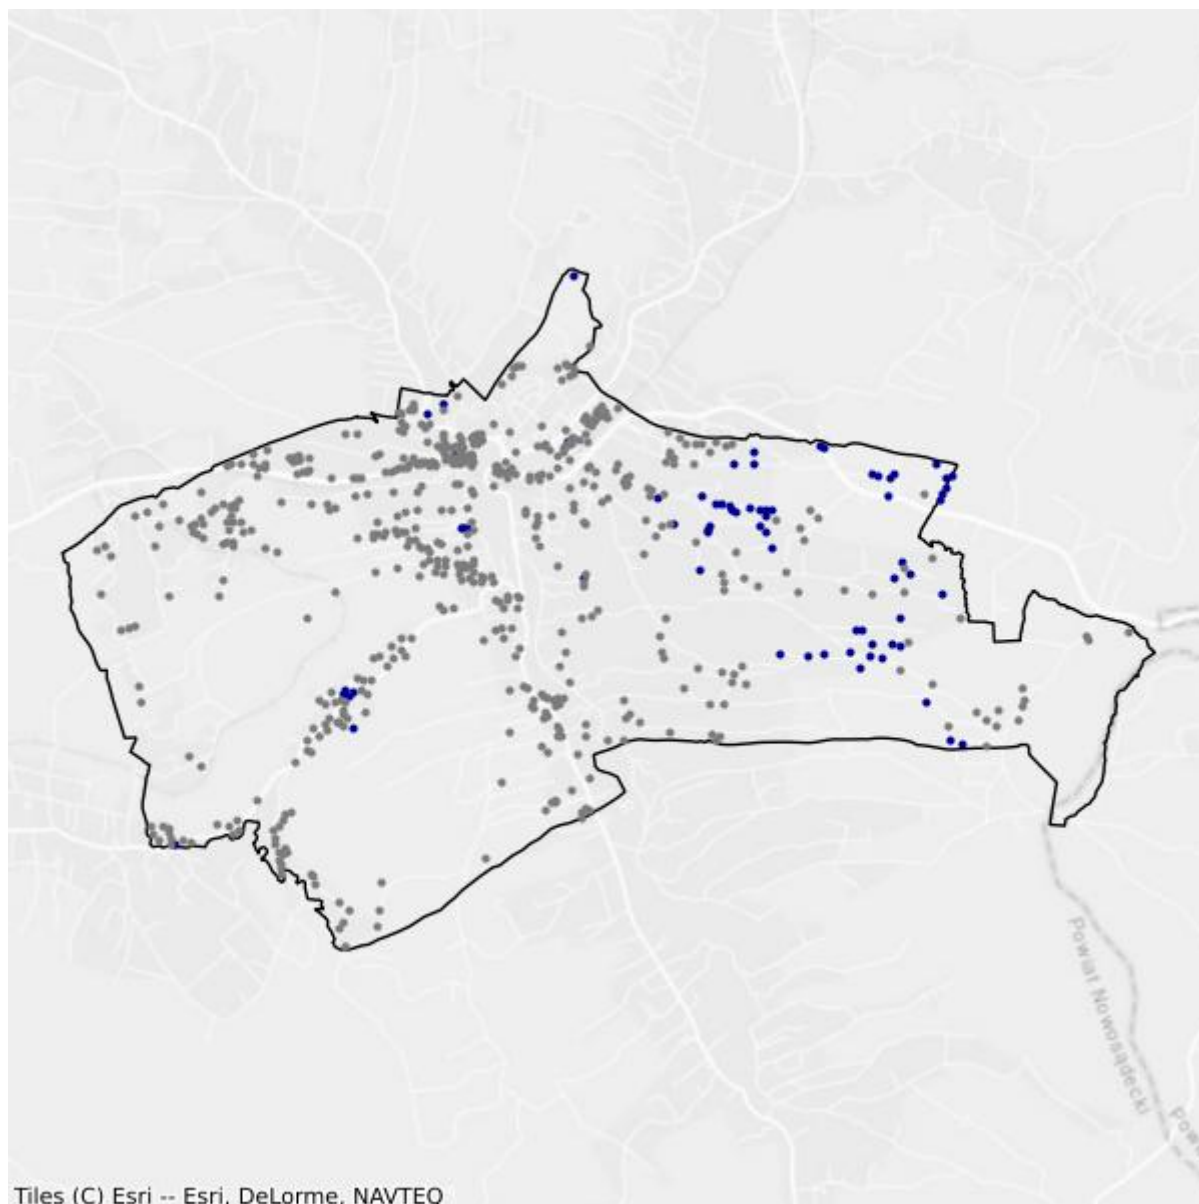 Powiat Nowosądecki
Tiles (C) Esri -- Esri, DeLorme, NAVTEQ